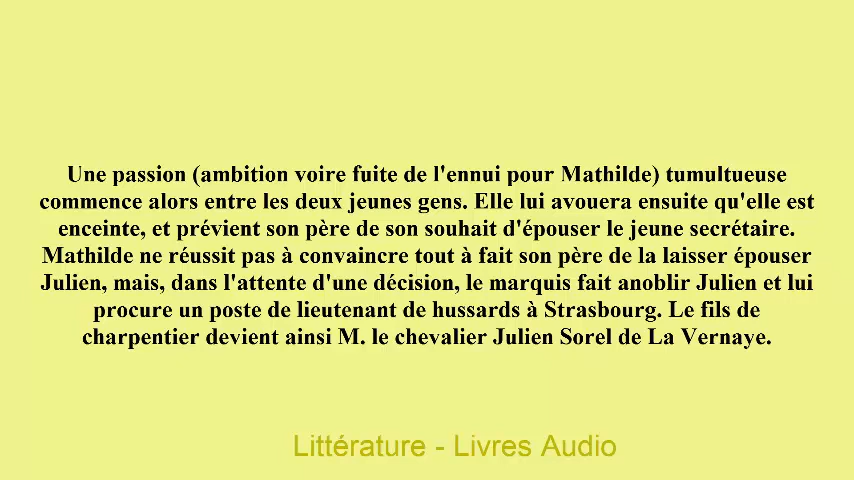 Une passion (ambition voire fuite de l'ennui pour Mathilde) tumultueuse
commence alors entre les deux jeunes gens. Elle lui avouera ensuite qu'elle est
enceinte, et prévient son père de son souhait d'épouser le jeune secrétaire.
Mathilde ne réussit pas à convaincre tout à fait son père de la laisser épouser
Julien, mais, dans l'attente d'une décision, le marquis fait anoblir Julien et lui
procure un poste de lieutenant de hussards à Strasbourg. Le fils de
charpentier devient ainsi M. le chevalier Julien Sorel de La Vernaye.
Littérature - Livres Audio